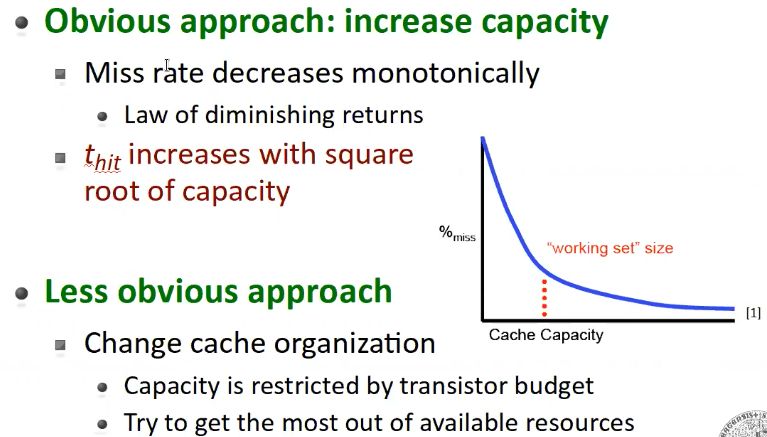 Obvious approach: increase capacity
Miss rate decreases monotonically
Law of diminishing returns
t_hit increases with square
root of capacity
%miss
"working set" size
[1]
Cache Capacity
Less obvious approach
Change cache organization
Capacity is restricted by transistor budget
Try to get the most out of available resources